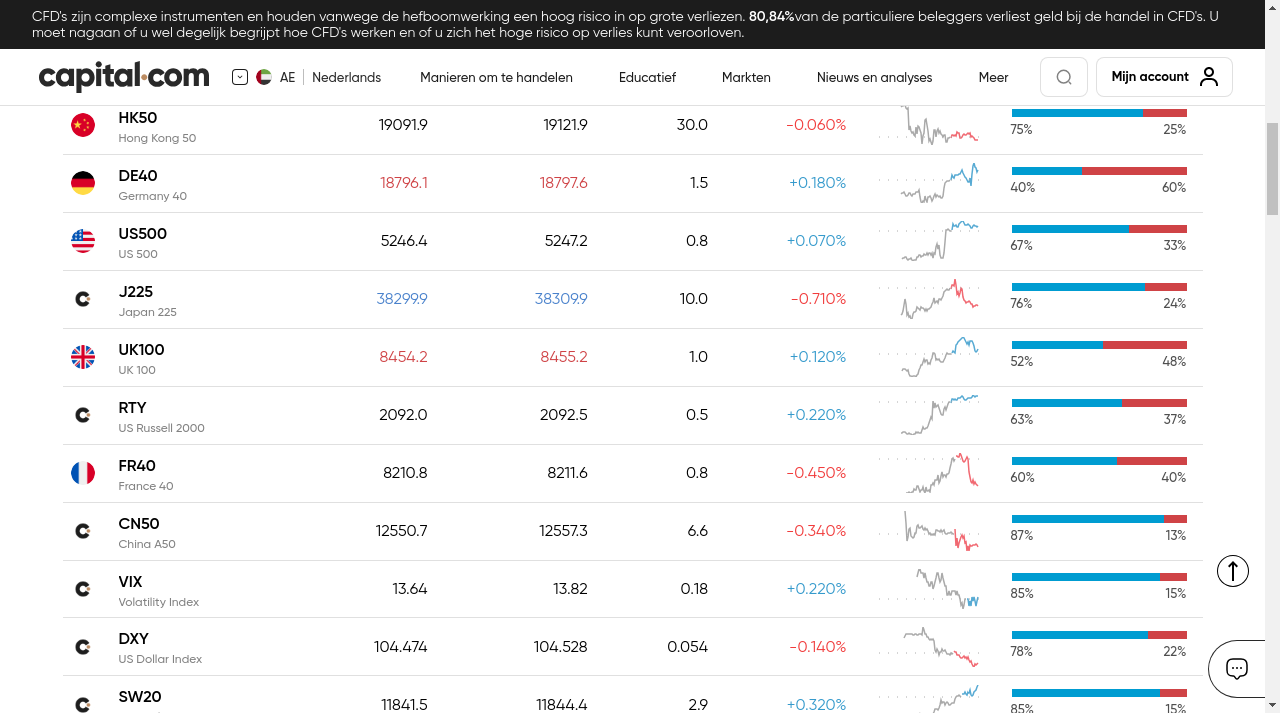 CFD's zijn complexe instrumenten en houden vanwege de hefboomwerking een hoog risico in op grote verliezen. 80,84%van de particuliere beleggers verliest geld bij de handel in CFD's. U
moet nagaan of u wel degelijk begrijpt hoe CFD's werken en of u zich het hoge risico op verlies kunt veroorloven.
capital.com AE Nederlands Manieren om te handelen Educatief Markten Nieuws en analyses Meer Mijn account
HK50 19091.9 19121.9 30.0 -0.060%
Hong Kong 50 75% 25%
DE40 18796.1 18797.6 1.5 +0.180%
Germany 40 40% 60%
US500 5246.4 5247.2 0.8 +0.070%
US 500 67% 33%
J225 38299.9 38309.9 10.0 -0.710%
Japan 225 76% 24%
UK100 8454.2 8455.2 1.0 +0.120%
UK 100 52% 48%
RTY 2092.0 2092.5 0.5 +0.220%
US Russell 2000 63% 37%
FR40 8210.8 8211.6 0.8 -0.450%
France 40 60% 40%
CN50 12550.7 12557.3 6.6 -0.340%
China A50 87% 13%
VIX 13.64 13.82 0.18 +0.220%
Volatility Index 85% 15%
DXY 104.474 104.528 0.054 -0.140%
US Dollar Index 78% 22%
SW20 11841.5 11844.4 2.9 +0.320%
85% 15%